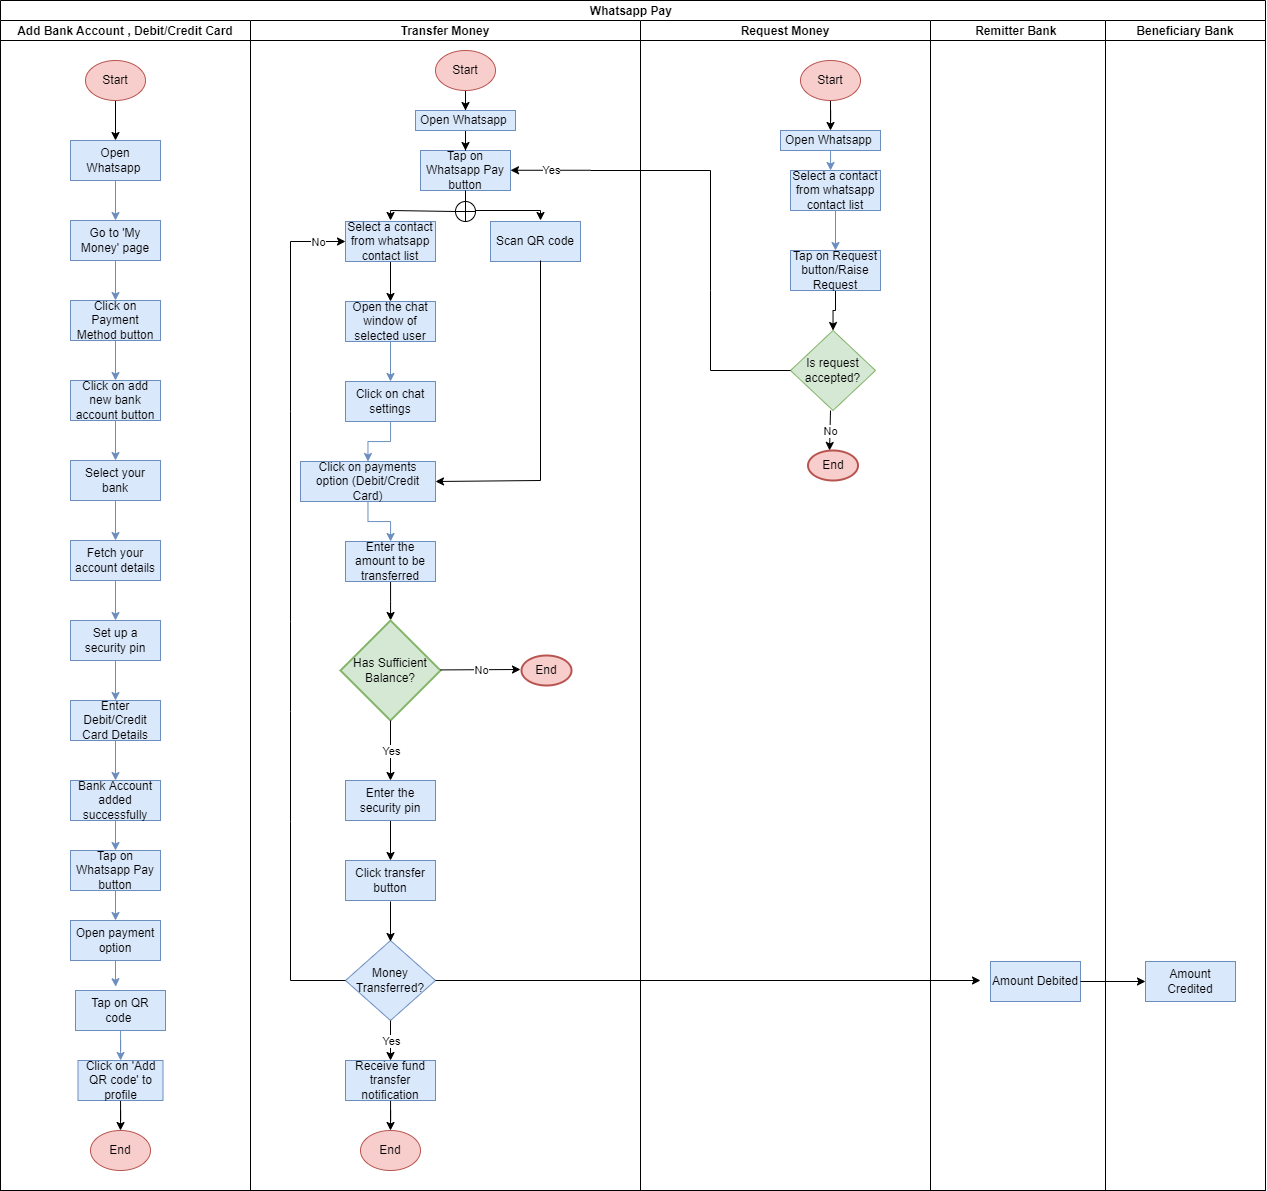 Whatsapp Pay
Add Bank Account , Debit/Credit Card
Transfer Money
Request Money
Remitter Bank
Beneficiary Bank
Start
Open
Whatsapp
Go to 'My
Money' page
Click on
Payment
Method button
Click on add
new bank
account button
Select your
bank
Fetch your
account details
Set up a
security pin
Enter
Debit/Credit
Card Details
Bank Account
added
successfully
Tap on
Whatsapp Pay
button
Open payment
option
Tap on QR
code
Click on 'Add
QR code' to
profile
End
Start
Open Whatsapp
Tap on
Whatsapp Pay
button
Yes
No
Select a contact
from whatsapp
contact list
Scan QR code
Open the chat
window of
selected user
Click on chat
settings
Click on payments
option (Debit/Credit
Card)
Enter the
amount to be
transferred
Has Sufficient
Balance?
No
End
Yes
Enter the
security pin
Click transfer
button
Money
Transferred?
Yes
Receive fund
transfer
notification
End
Start
Open Whatsapp
Select a contact
from whatsapp
contact list
Tap on Request
button/Raise
Request
Is request
accepted?
No
End
Amount Debited
Amount
Credited